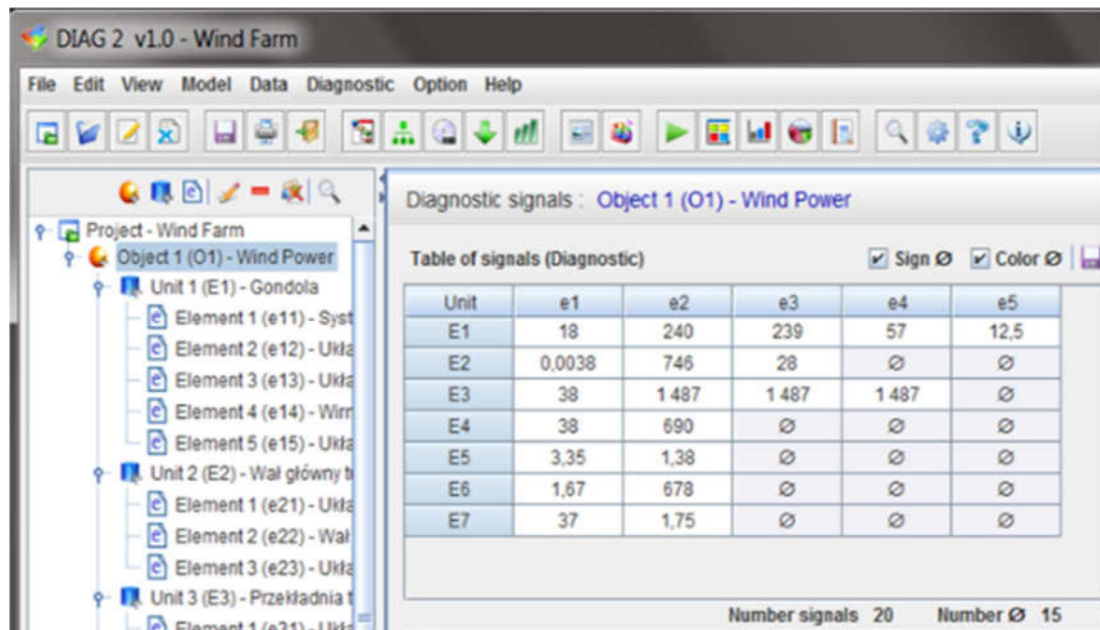 DIAG 2 v1.0 - Wind Farm
File Edit View Model Data Diagnostic Option Help
Project - Wind Farm
Object 1 (O1) - Wind Power
Unit 1 (E1) - Gondola
Element 1 (e11) - Syst
Element 2 (e12) - Ukła
Element 3 (e13) - Ukła
Element 4 (e14) - Wirn
Element 5 (e15) - Ukła
Unit 2 (E2) - Wał główny t
Element 1 (e21) - Ukła
Element 2 (e22) - Wał
Element 3 (e23) - Ukła
Unit 3 (E3) - Przekładnia t
Element 1 (e31) - Ukła
Diagnostic signals : Object 1 (O1) - Wind Power
Table of signals (Diagnostic) Sign Ø Color Ø
Unit e1 e2 e3 e4 e5
E1 18 240 239 57 12,5
E2 0,0038 746 28 Ø Ø
E3 38 1 487 1 487 1 487 Ø
E4 38 690 Ø Ø Ø
E5 3,35 1,38 Ø Ø Ø
E6 1,67 678 Ø Ø Ø
E7 37 1,75 Ø Ø Ø
Number signals 20 Number Ø 15